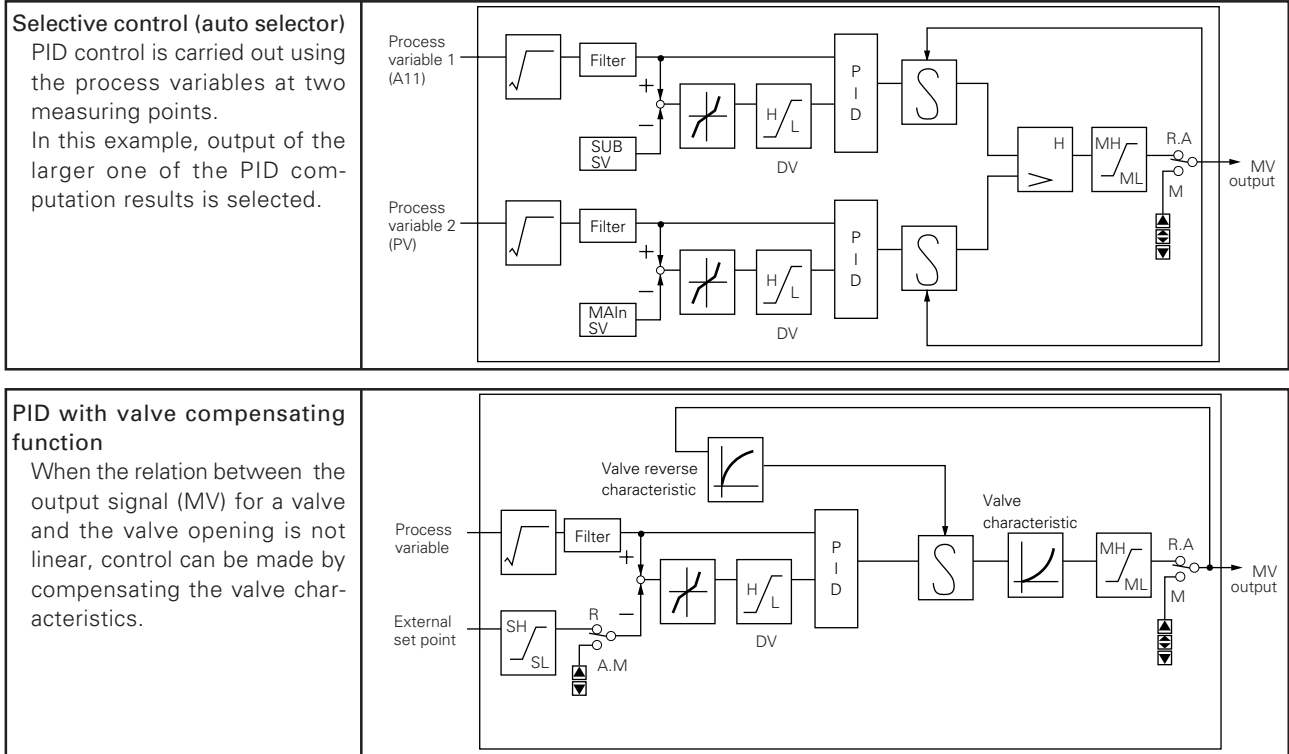 Selective control (auto selector)
PID control is carried out using
the process variables at two
measuring points.
In this example, output of the
larger one of the PID com-
putation results is selected.
Process
variable 1
(A11)
Filter
+
−
SUB
SV
H
L
DV
P
I
D
Process
variable 2
(PV)
Filter
+
−
MAIn
SV
H
L
DV
P
I
D
H
>
MH
ML
R.A
M
MV
output
PID with valve compensating
function
When the relation between the
output signal (MV) for a valve
and the valve opening is not
linear, control can be made by
compensating the valve char-
acteristics.
Valve reverse
characteristic
Process
variable
Filter
+
−
External
set point
SH
SL
R
A.M
H
L
DV
P
I
D
Valve
characteristic
MH
ML
R.A
M
MV
output